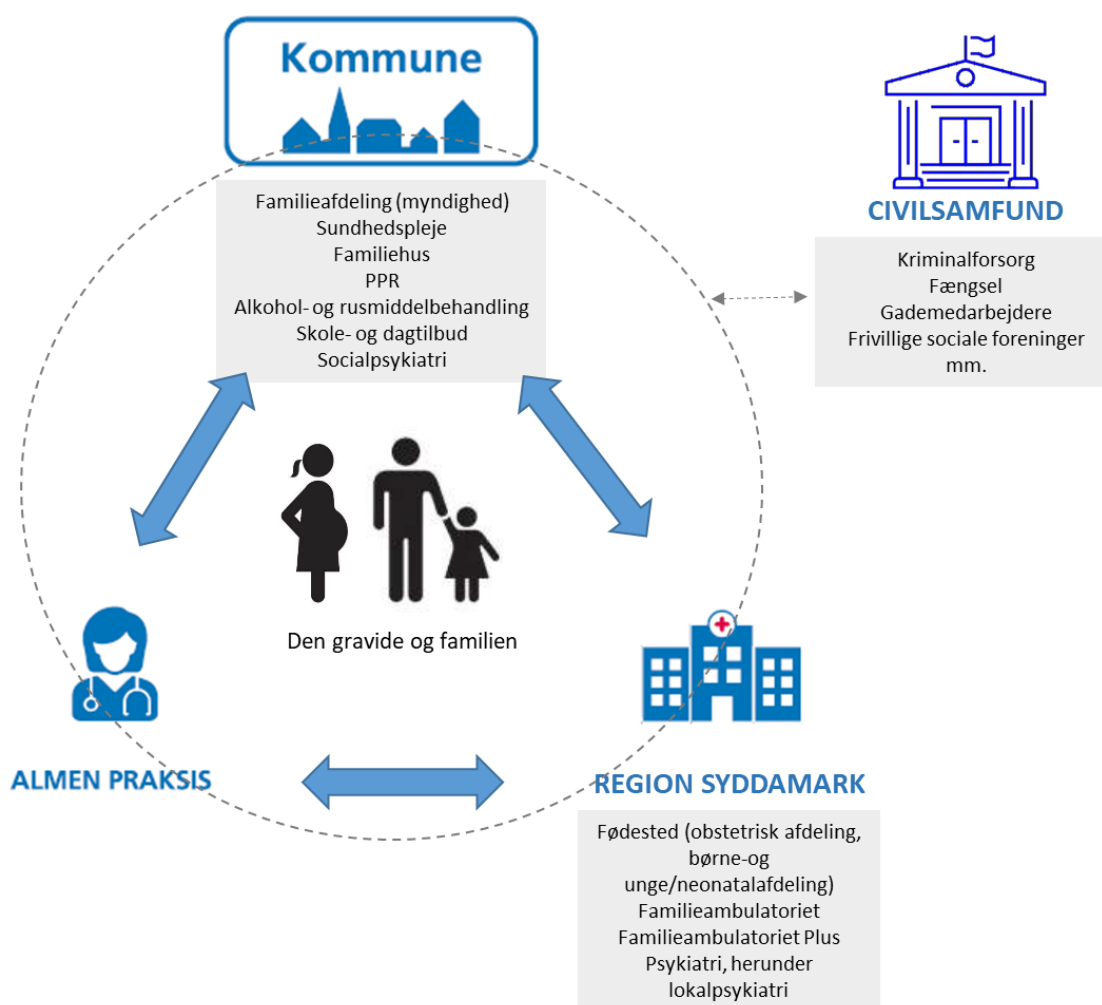 Kommune
Familieafdeling (myndighed)
Sundhedspleje
Familiehus
PPR
Alkohol- og rusmiddelbehandling
Skole- og dagtilbud
Socialpsykiatri
CIVILSAMFUND
Kriminalforsorg
Fængsel
Gademedarbejdere
Frivillige sociale foreninger
mm.
Den gravide og familien
ALMEN PRAKSIS
REGION SYDDAMARK
Fødested (obstetrisk afdeling,
børne-og
unge/neonatalafdeling)
Familieambulatoriet
Familieambulatoriet Plus
Psykiatri, herunder
lokalpsykiatri